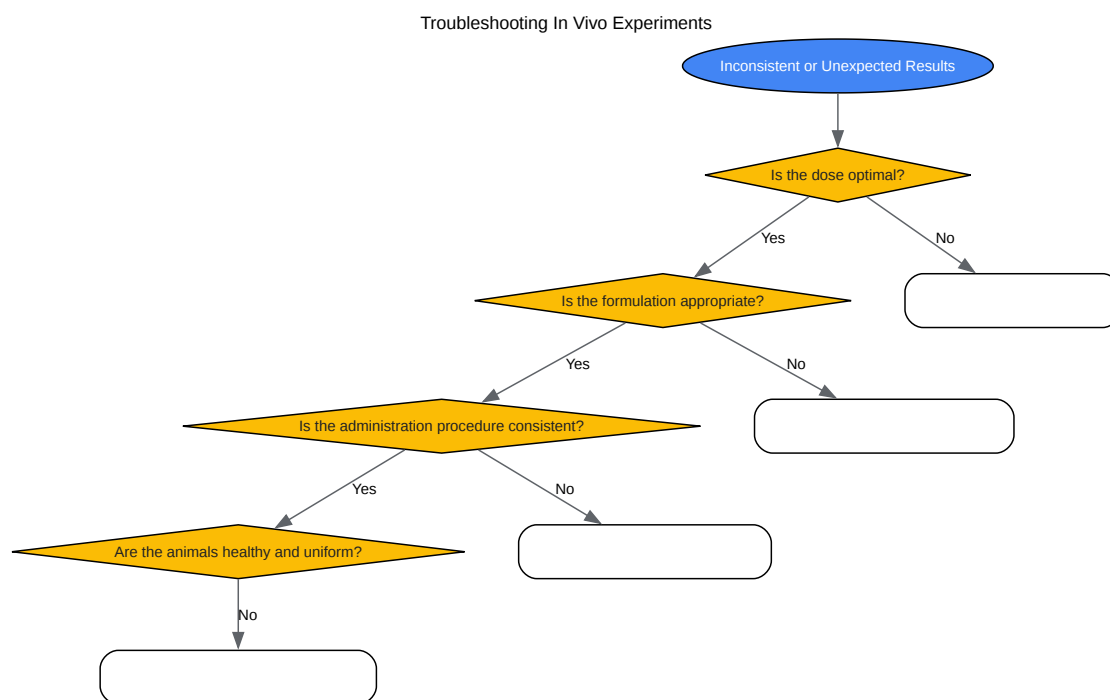 Troubleshooting In Vivo Experiments
Inconsistent or Unexpected Results
Is the dose optimal?
Yes
No
Is the formulation appropriate?
Yes
No
Is the administration procedure consistent?
Yes
No
Are the animals healthy and uniform?
No